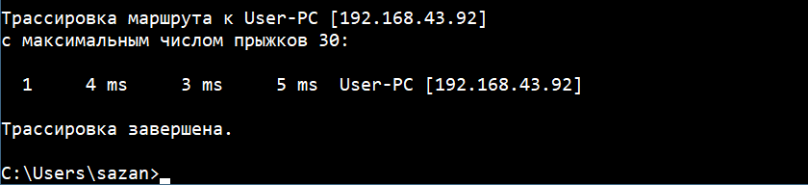 Трассировка маршрута к User-PC [192.168.43.92]
с максимальным числом прыжков 30:
1 4 ms 3 ms 5 ms User-PC [192.168.43.92]
Трассировка завершена.
C:\Users\sazan>